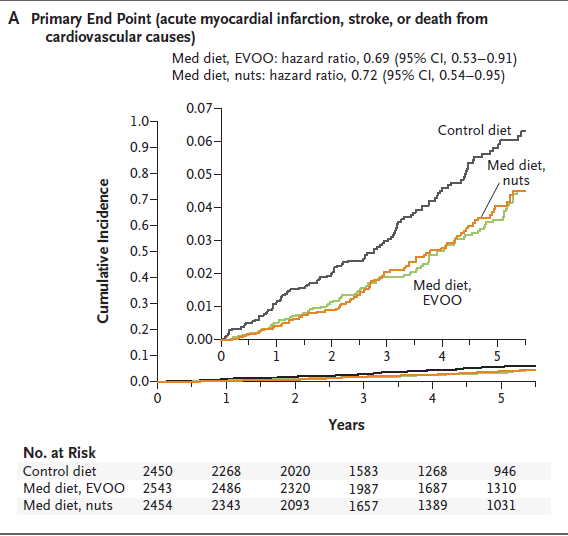 A Primary End Point (acute myocardial infarction, stroke, or death from
cardiovascular causes)
Med diet, EVOO: hazard ratio, 0.69 (95% CI, 0.53–0.91)
Med diet, nuts: hazard ratio, 0.72 (95% CI, 0.54–0.95)
Cumulative Incidence
1.0
0.9
0.8
0.7
0.6
0.5
0.4
0.3
0.2
0.1
0.0
0.07
0.06
0.05
0.04
0.03
0.02
0.01
0.00
Control diet
Med diet,
nuts
Med diet,
EVOO
0 1 2 3 4 5
0 1 2 3 4 5
Years
No. at Risk
Control diet 2450 2268 2020 1583 1268 946
Med diet, EVOO 2543 2486 2320 1987 1687 1310
Med diet, nuts 2454 2343 2093 1657 1389 1031